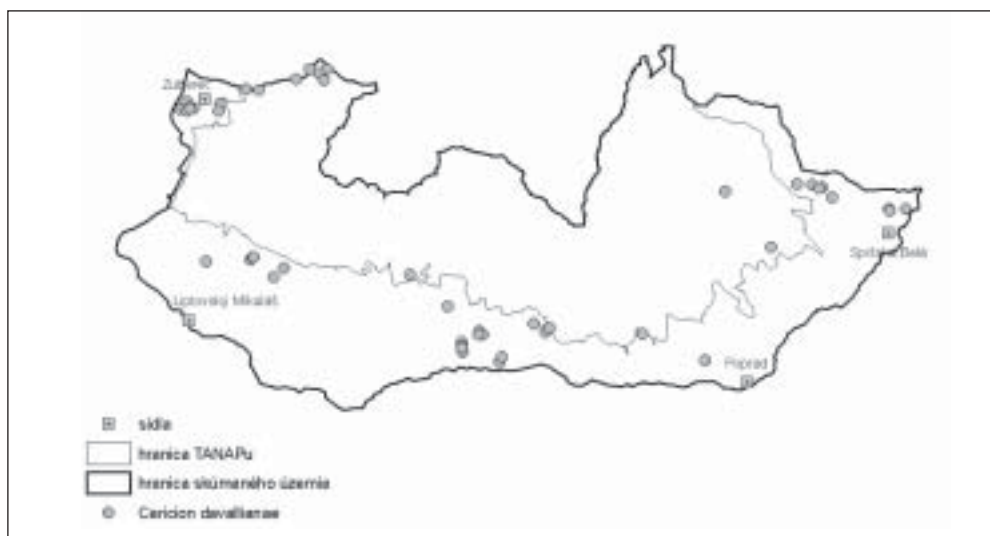 Zuberec
Spišská Belá
Liptovský Mikuláš
Poprad
sídla
hranica TANAPu
hranica skúmaného územia
Caricion davallianae